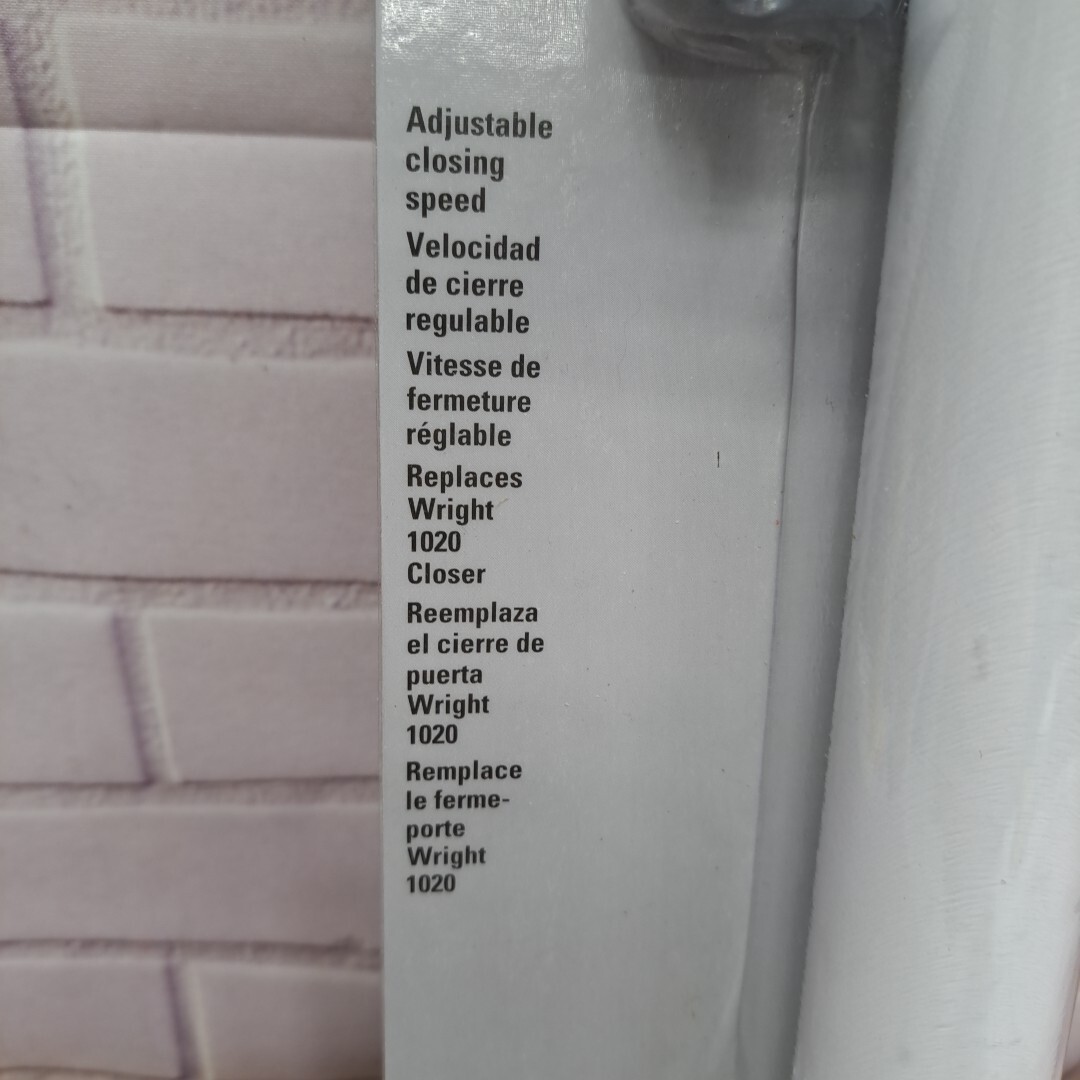 Adjustable
closing
speed
Velocidad
de cierre
regulable
Vitesse de
fermeture
réglable
Replaces
Wright
1020
Closer
Reemplaza
el cierre de
puerta
Wright
1020
Remplace
le ferme-
porte
Wright
1020